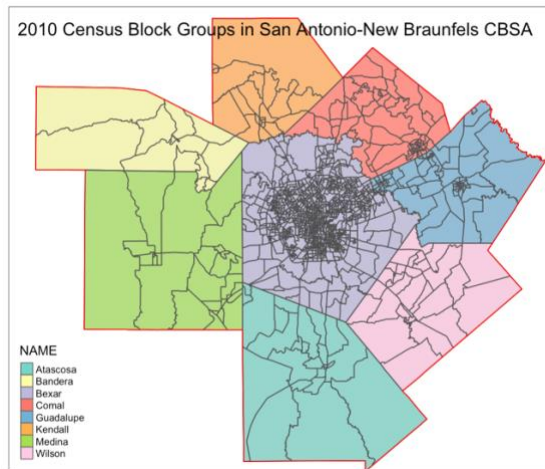 2010 Census Block Groups in San Antonio-New Braunfels CBSA
NAME
Atascosa
Bandera
Bexar
Comal
Guadalupe
Kendall
Medina
Wilson